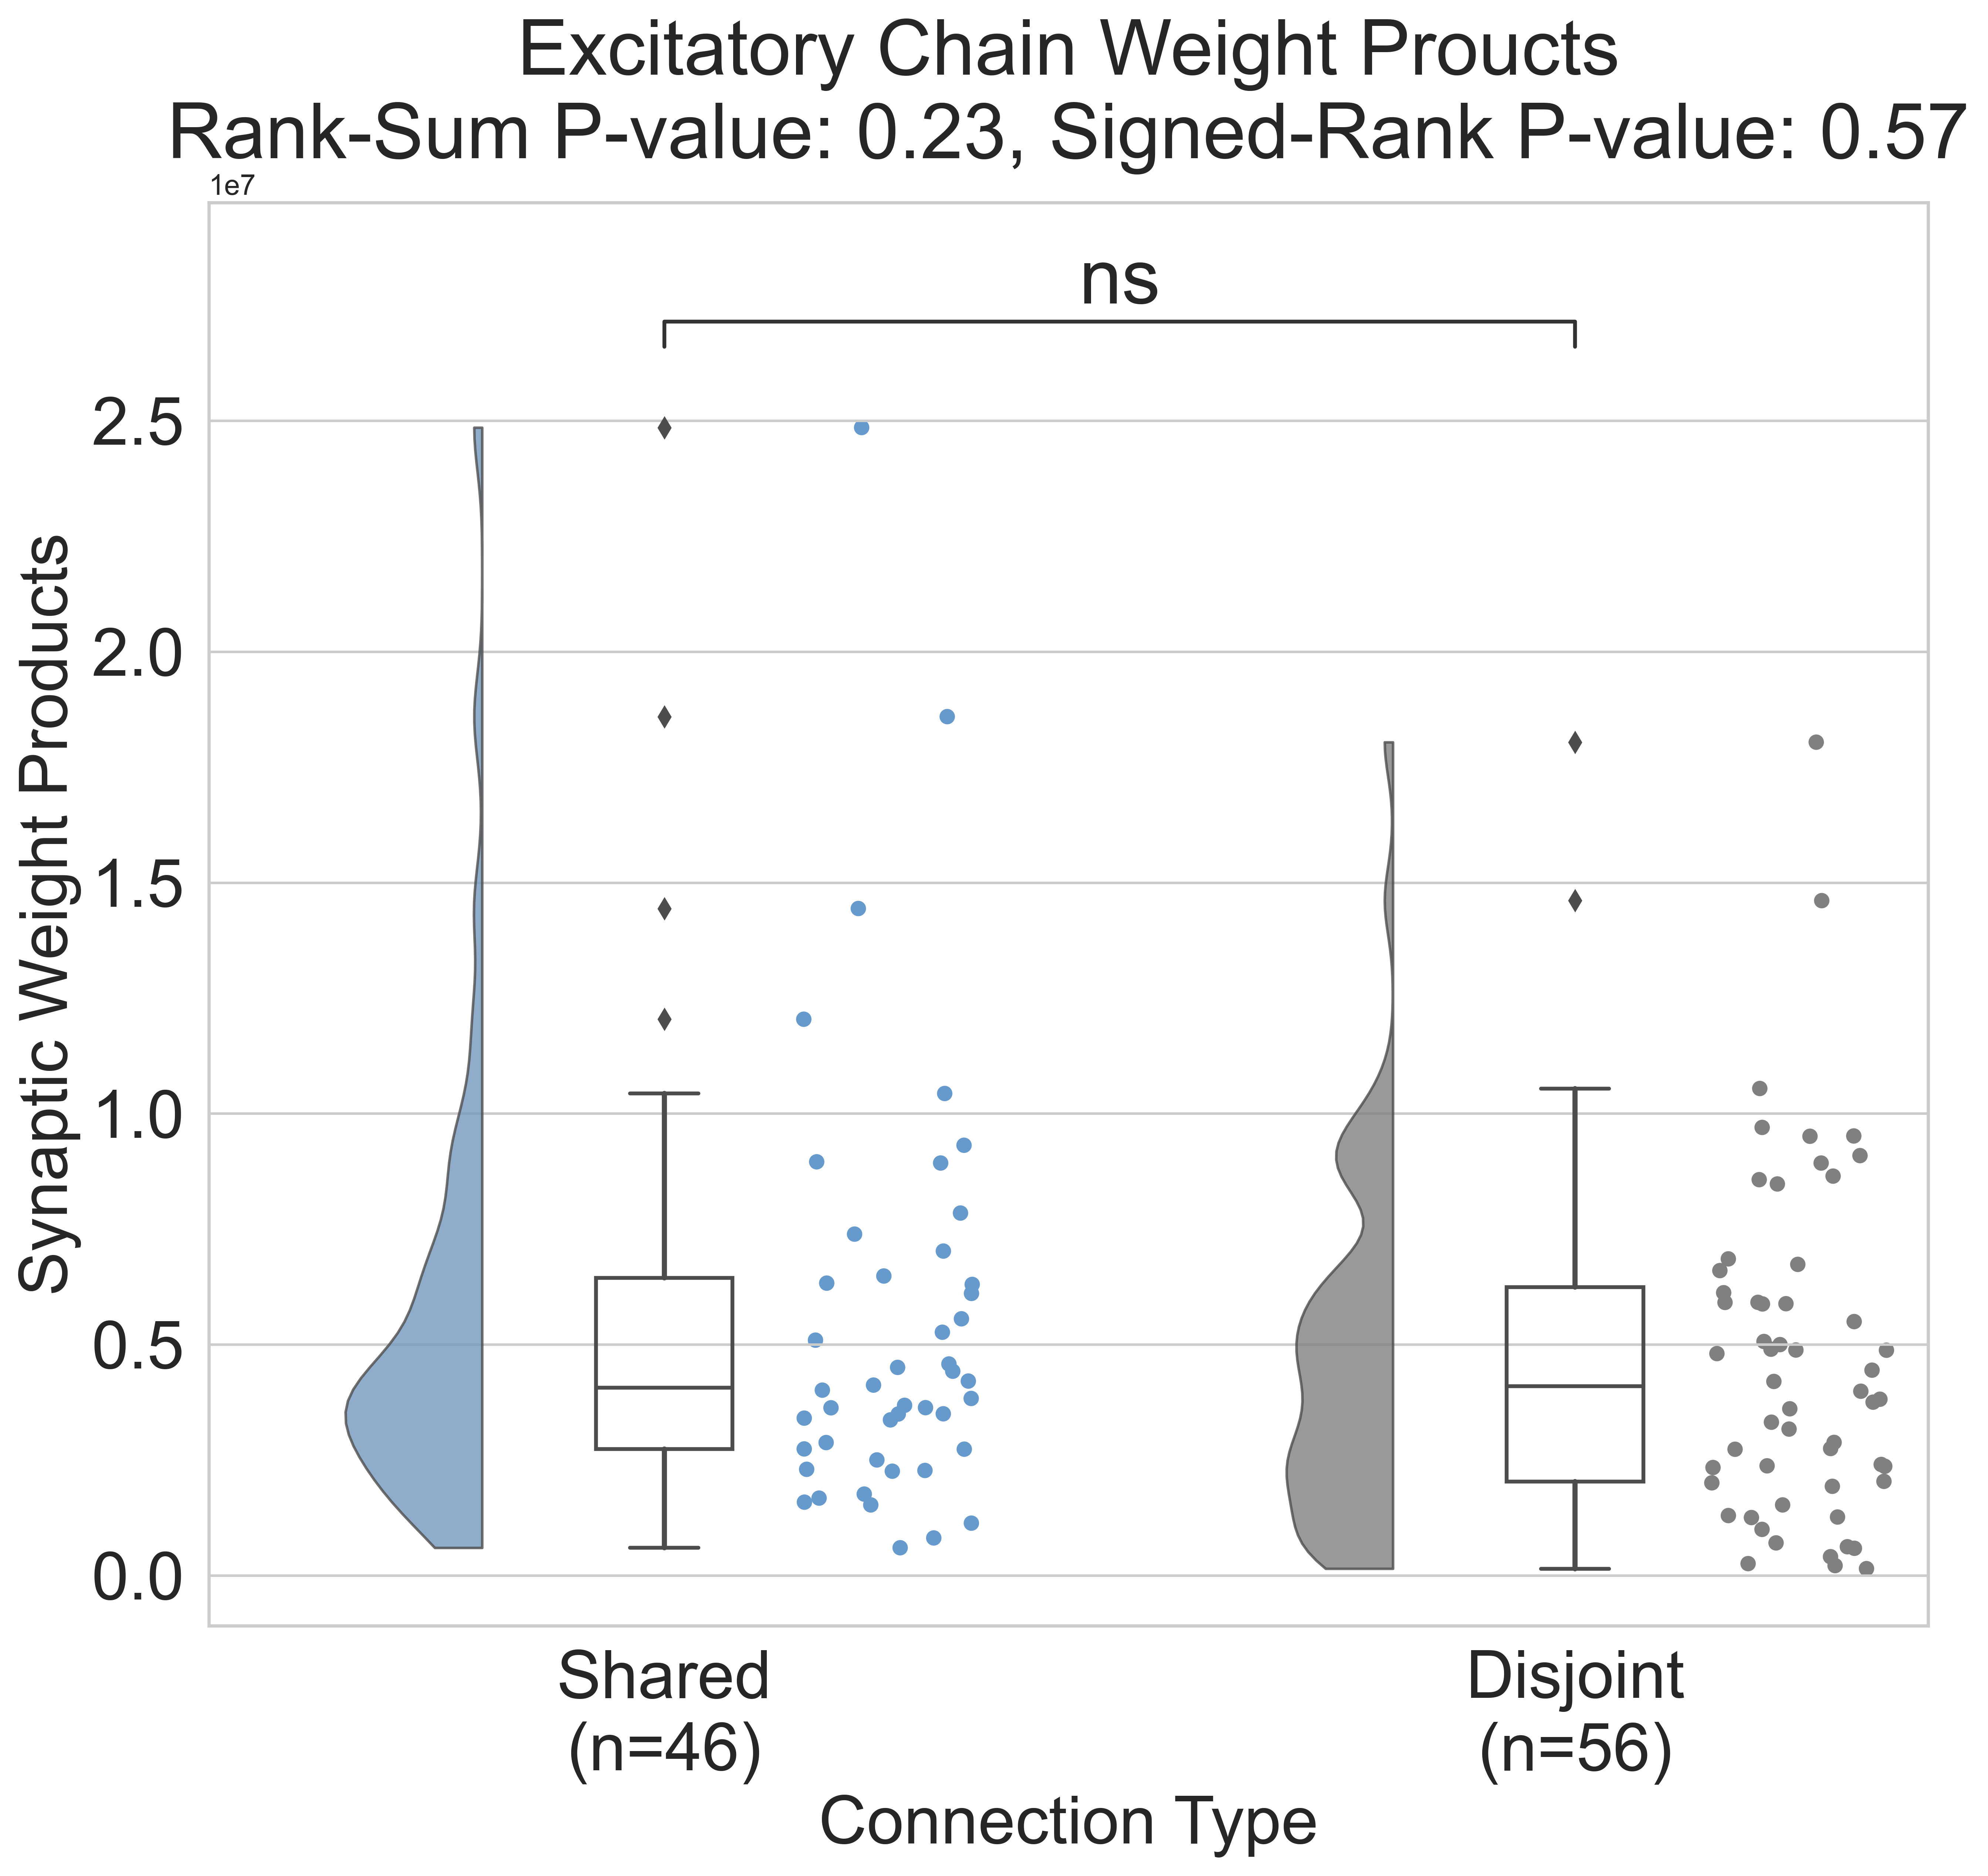 Excitatory Chain Weight Proucts
Rank-Sum P-value: 0.23, Signed-Rank P-value: 0.57
1e7
ns
2.5
2.0
1.5
1.0
0.5
0.0
Synaptic Weight Products
Shared
(n=46)
Disjoint
(n=56)
Connection Type